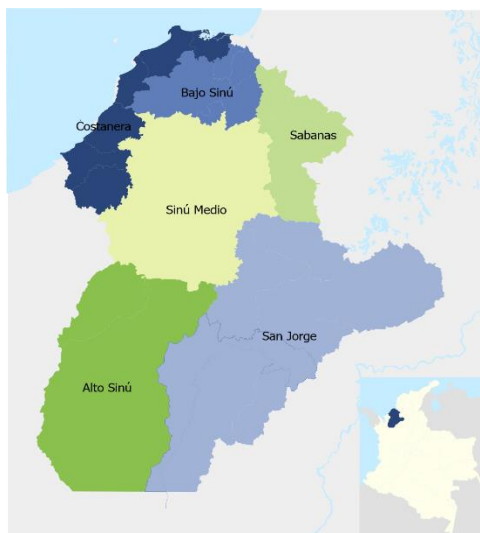 Bajo Sinú
Costanera
Sabanas
Sinú Medio
San Jorge
Alto Sinú